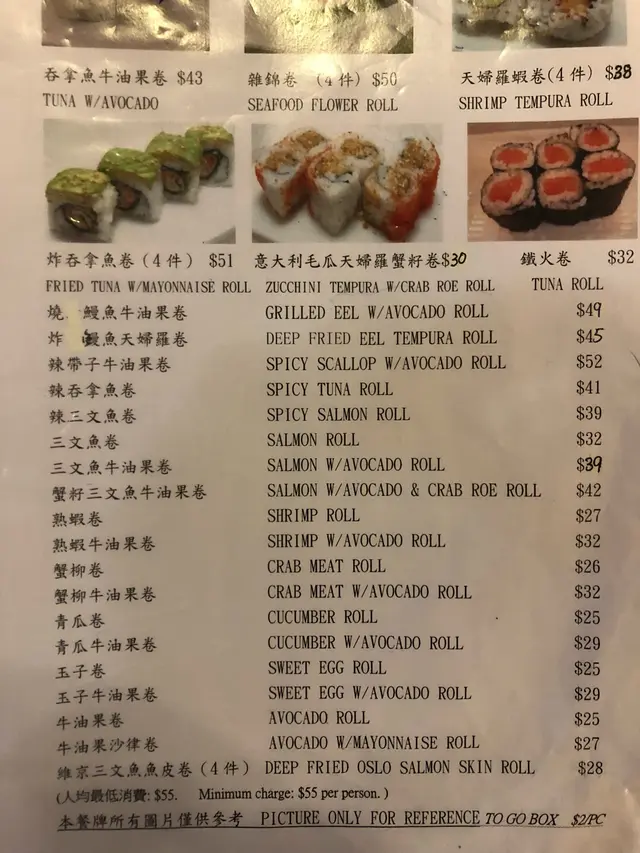 吞拿魚牛油果卷 $43 雜錦卷 (4 件) $50 天婦羅蝦卷(4 件) $38
TUNA W/AVOCADO SEAFOOD FLOWER ROLL SHRIMP TEMPURA ROLL
炸吞拿魚卷 (4 件) $51 意大利毛瓜天婦羅蟹籽卷$30 鐵火卷 $32
FRIED TUNA W/MAYONNAISE ROLL ZUCCHINI TEMPURA W/CRAB ROE ROLL TUNA ROLL
燒 鰻魚牛油果卷 GRILLED EEL W/AVOCADO ROLL $49
炸 鰻魚天婦羅卷 DEEP FRIED EEL TEMPURA ROLL $45
辣帶子牛油果卷 SPICY SCALLOP W/AVOCADO ROLL $52
辣吞拿魚卷 SPICY TUNA ROLL $41
辣三文魚卷 SPICY SALMON ROLL $39
三文魚卷 SALMON ROLL $32
三文魚牛油果卷 SALMON W/AVOCADO ROLL $39
蟹籽三文魚牛油果卷 SALMON W/AVOCADO & CRAB ROE ROLL $42
熟蝦卷 SHRIMP ROLL $27
熟蝦牛油果卷 SHRIMP W/AVOCADO ROLL $32
蟹柳卷 CRAB MEAT ROLL $26
蟹柳牛油果卷 CRAB MEAT W/AVOCADO ROLL $32
青瓜卷 CUCUMBER ROLL $25
青瓜牛油果卷 CUCUMBER W/AVOCADO ROLL $29
玉子卷 SWEET EGG ROLL $25
玉子牛油果卷 SWEET EGG W/AVOCADO ROLL $29
牛油果卷 AVOCADO ROLL $25
牛油果沙律卷 AVOCADO W/MAYONNAISE ROLL $27
維京三文魚魚皮卷 (4 件) DEEP FRIED OSLO SALMON SKIN ROLL $28
(人均最低消費: $55. Minimum charge: $55 per person. )
本餐牌所有圖片僅供參考 PICTURE ONLY FOR REFERENCE TO GO BOX $2/PC